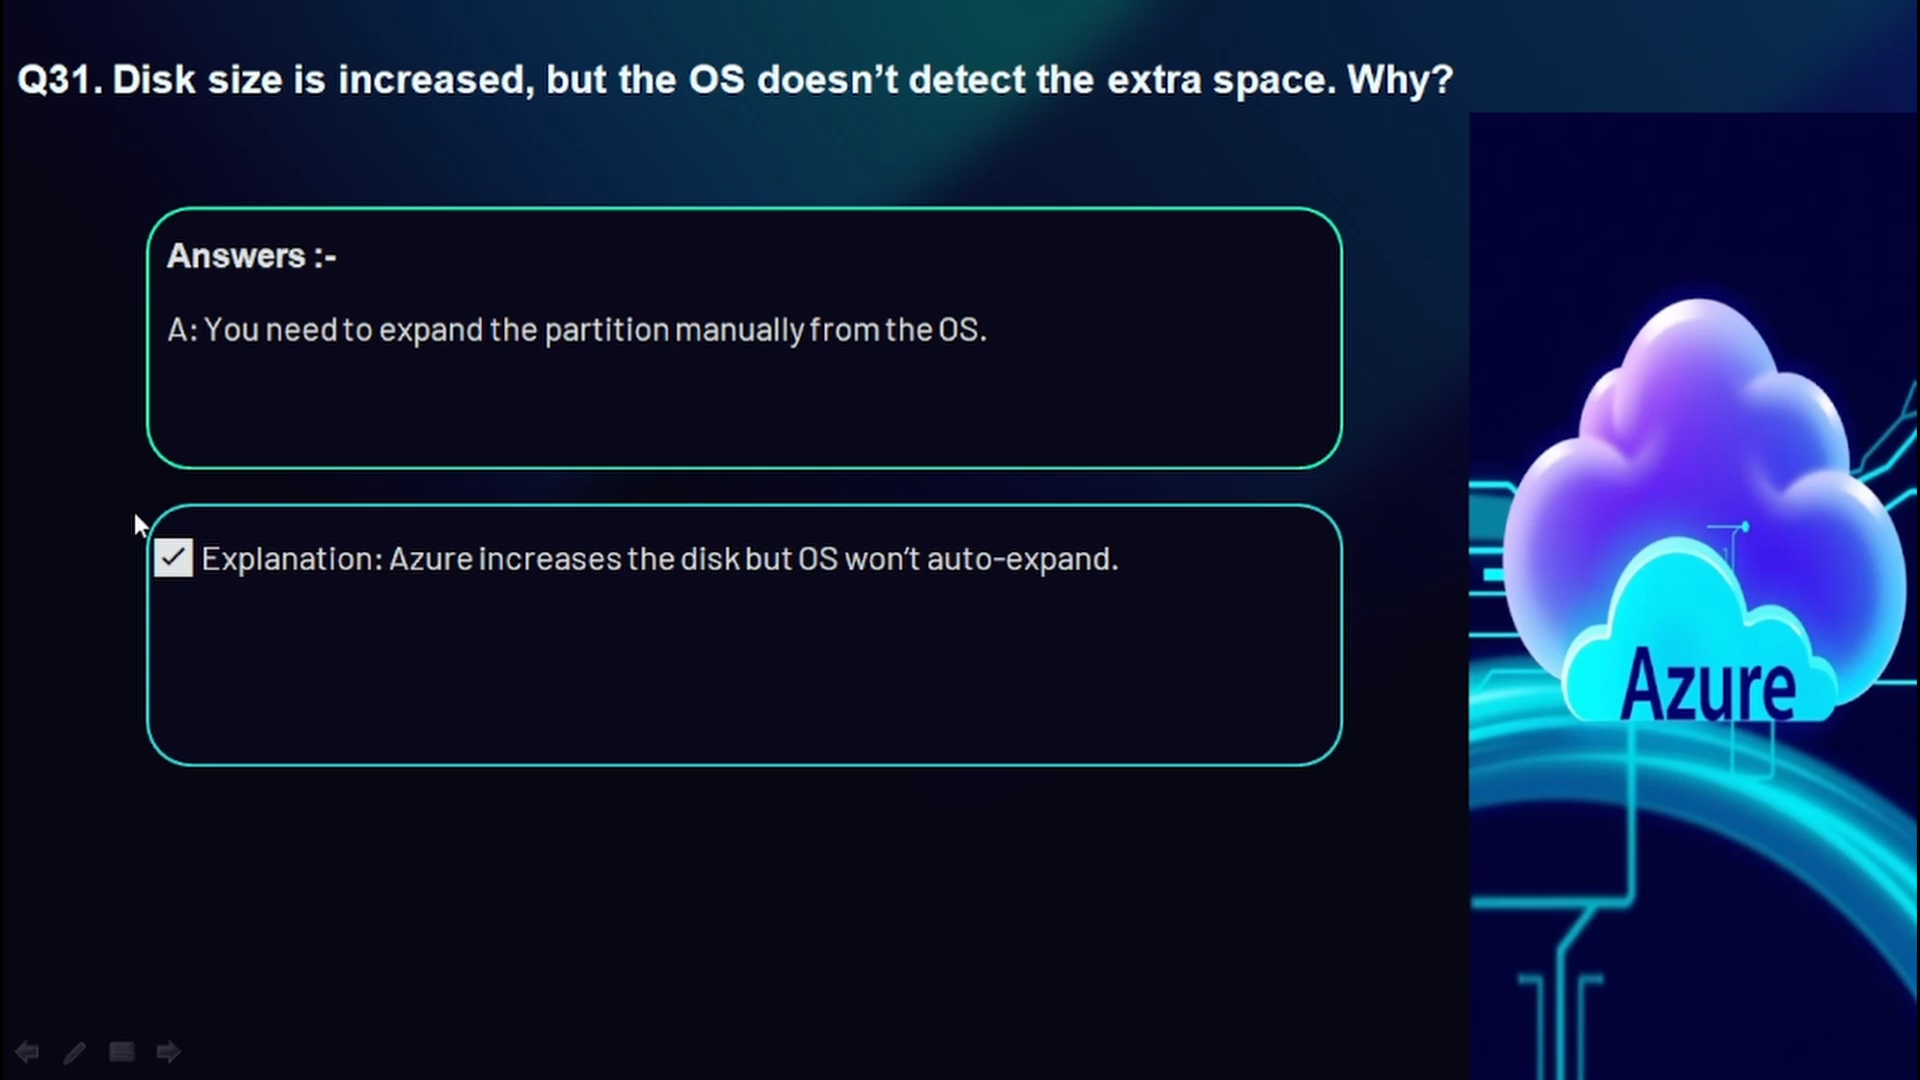 Q31. Disk size is increased, but the OS doesn’t detect the extra space. Why?
Answers :-
A: You need to expand the partition manually from the OS.
Explanation: Azure increases the disk but OS won’t auto-expand.
Azure